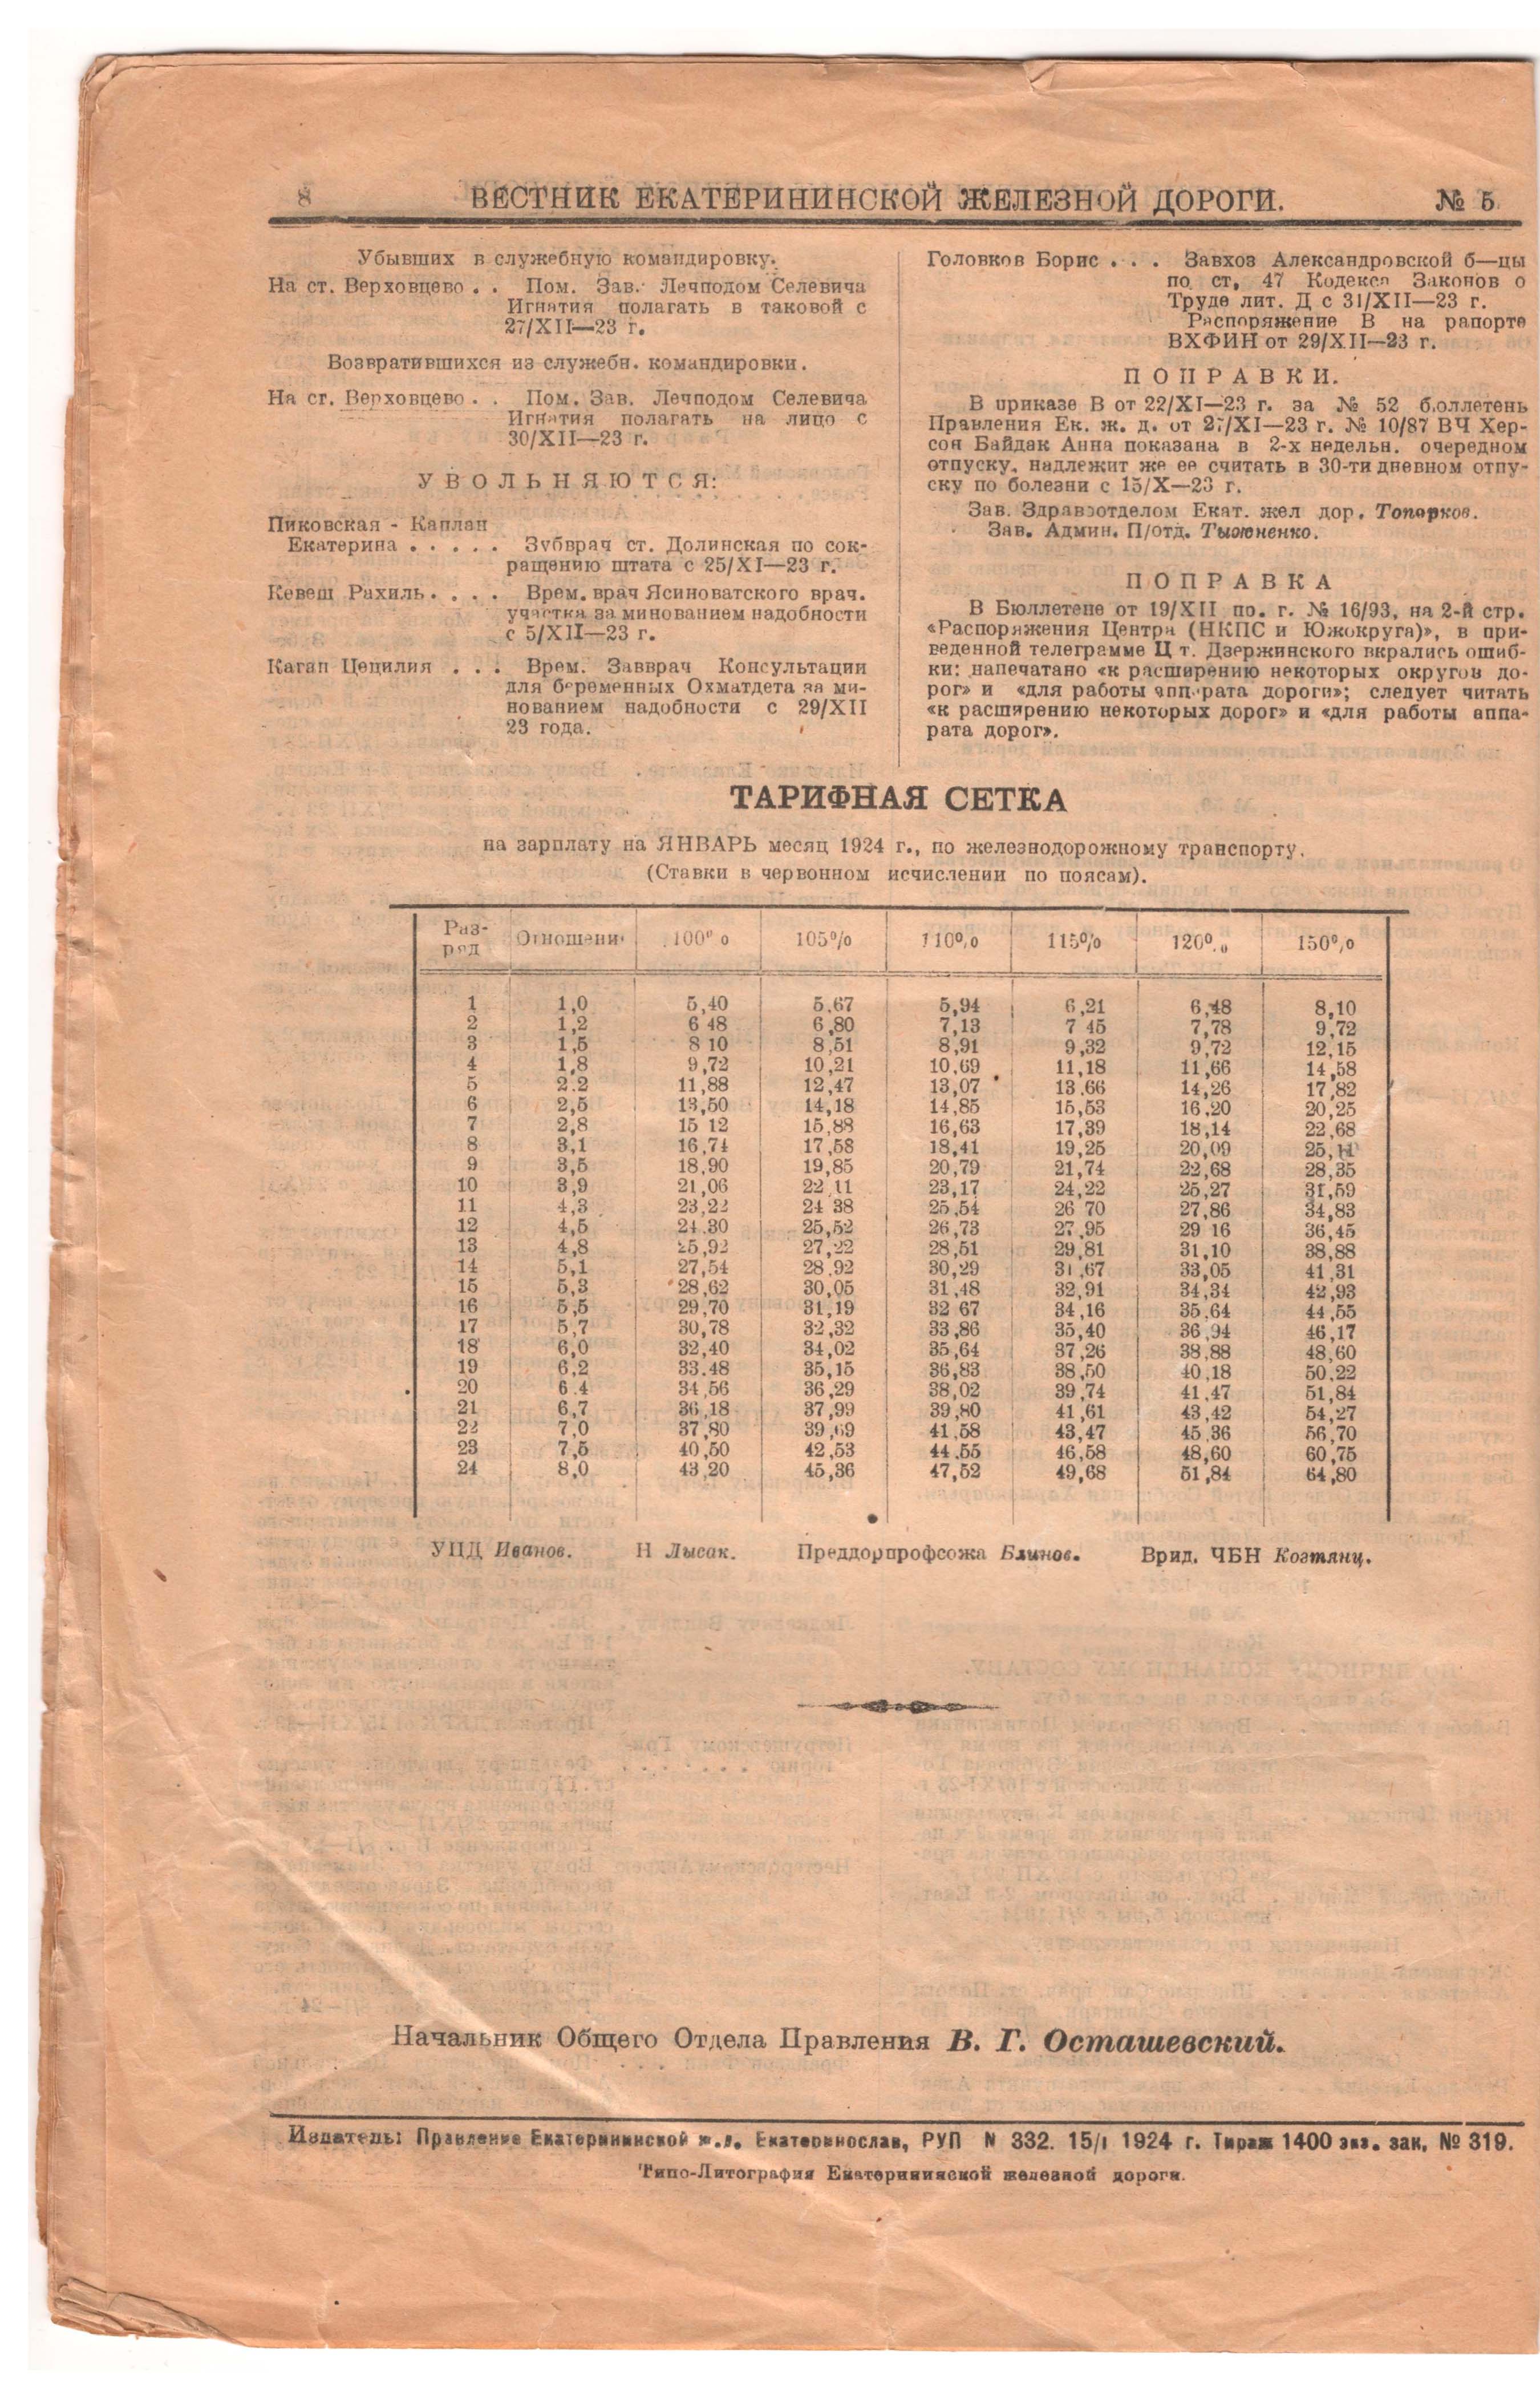 8 ВЕСТНИК ЕКАТЕРИНИНСКОЙ ЖЕЛЕЗНОЙ ДОРОГИ. № 5
Убывших в служебную командировку.
На ст. Верховцево . . Пом. Зав. Лечподом Селевича
Игнатия полагать в таковой с
27/XII—23 г.
Возвратившихся из служебн. командировки.
На ст. Верховцево . . Пом. Зав. Лечподом Селевича
Игнатия полагать на лицо с
30/XII—23 г.
УВОЛЬНЯЮТСЯ:
Пиковская - Каплан
Екатерина . . . . . Зубврач ст. Долинская по сок-
ращению штата с 25/XI—23 г.
Кевеш Рахиль . . . . Врем. врач Ясиноватского врач.
участка за минованием надобности
с 5/XII—23 г.
Каган Цецилия . . . Врем. Завврач Консультации
для беременных Охматдета за ми-
нованием надобности с 29/XII
23 года.
Головков Борис . . . Завхоз Александровской б—цы
по ст, 47 Кодекса Законов о
Труде лит. Д с 31/XII—23 г.
Распоряжение В на рапорте
ВХФИН от 29/XII—23 г.
ПОПРАВКИ.
В приказе В от 22/XI—23 г. за № 52 бюллетень
Правления Ек. ж. д. от 27/XI—23 г. № 10/87 ВЧ Хер-
сон Байдак Анна показана в 2-х недельн. очередном
отпуску, надлежит же ее считать в 30-ти дневном отпу-
ску по болезни с 15/X—23 г.
Зав. Здравотделом Екат. жел дор. Топорков.
Зав. Админ. П/отд. Тыжненко.
ПОПРАВКА
В Бюллетене от 19/XII по. г. № 16/93, на 2-й стр.
«Распоряжения Центра (НКПС и Южокруга)», в при-
веденной телеграмме Ц т. Дзержинского вкрались ошиб-
ки: напечатано «к расширению некоторых округов до-
рог» и «для работы аппарата дороги»; следует читать
«к расширению некоторых дорог» и «для работы аппа-
рата дорог».
ТАРИФНАЯ СЕТКА
на зарплату на ЯНВАРЬ месяц 1924 г., по железнодорожному транспорту.
(Ставки в червонном исчислении по поясам).
Раз-
ряд Отношени 100% 105% 110% 115% 120% 150%
1 1,0 5,40 5.67 5,94 6,21 6,48 8,10
2 1,2 6 48 6,80 7,13 7 45 7,78 9,72
3 1,5 8 10 8,51 8,91 9,32 9,72 12,15
4 1,8 9,72 10,21 10,69 11,18 11,66 14,58
5 2.2 11,88 12,47 13,07 13.66 14,26 17,82
6 2,5 13,50 14,18 14,85 15,53 16,20 20,25
7 2,8 15 12 15,88 16,63 17,39 18,14 22,68
8 3,1 16,74 17,58 18,41 19,25 20,09 25,11
9 3,5 18,90 19,85 20,79 21,74 22,68 28,35
10 3,9 21,06 22 11 23,17 24,22 25,27 31,59
11 4,3 23,22 24 38 25,54 26 70 27,86 34,83
12 4,5 24.30 25,52 26,73 27,95 29 16 36,45
13 4,8 25,92 27,22 28,51 29,81 31,10 38,88
14 5,1 27,54 28.92 30,29 31,67 33,05 41,31
15 5,3 28,62 30,05 31,48 32,91 34,34 42,93
16 5,5 29,70 31,19 32 67 34,16 35,64 44,55
17 5,7 30,78 32,32 33,86 35,40 36,94 46,17
18 6,0 32,40 34,02 35,64 37,26 38,88 48,60
19 6,2 33.48 35,15 36,83 38,50 40,18 50,22
20 6.4 34,56 36,29 38,02 39,74 41,47 51,84
21 6,7 36,18 37,99 39,80 41,61 43,42 54,27
22 7,0 37,80 39,69 41,58 43,47 45,36 56,70
23 7,5 40,50 42,53 44.55 46,58 48,60 60,75
24 8,0 43,20 45,36 47,52 49,68 51,84 64,80
УЦД Иванов. Н Лысак. Преддорпрофсожа Блинов. Врид. ЧБН Козтянц.
Начальник Общего Отдела Правления В. Г. Осташевский.
Издатель: Правление Екатерининской ж.д. Екатеринослав, РУП N 332. 15/I 1924 г. Тираж 1400 экз. зак, № 319.
Типо-Литография Екатерининской железной дороги.